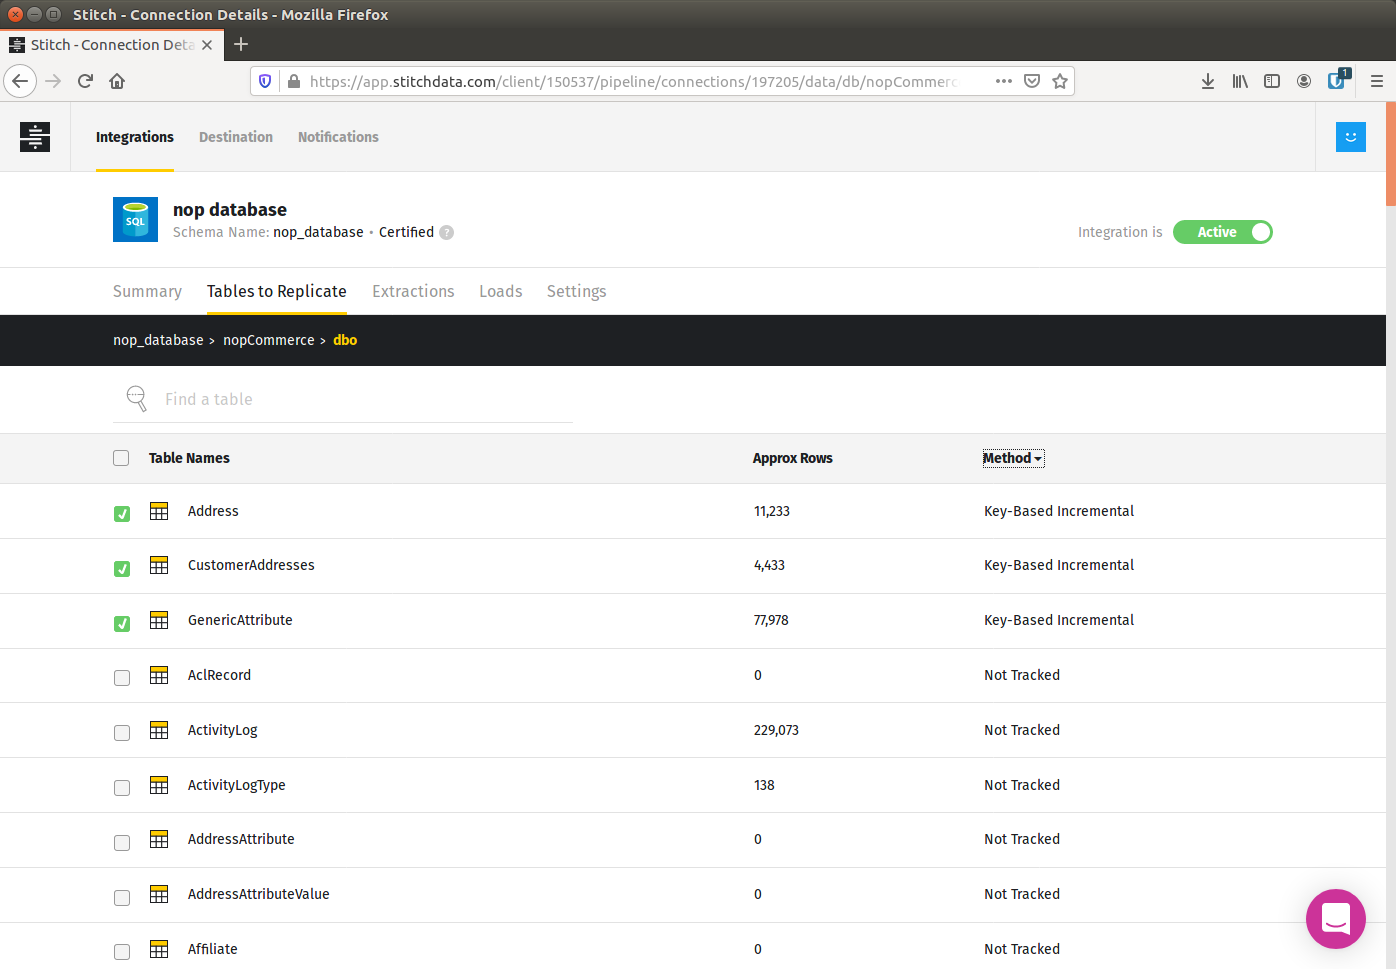 Stitch - Connection Details - Mozilla Firefox
Stitch - Connection Deta
https://app.stitchdata.com/client/150537/pipeline/connections/197205/data/db/nopCommerc
1
Integrations Destination Notifications
SQL
nop database
Schema Name: nop_database • Certified ?
Integration is Active
Summary Tables to Replicate Extractions Loads Settings
nop_database > nopCommerce > dbo
Find a table
Table Names Approx Rows Method
Address 11,233 Key-Based Incremental
CustomerAddresses 4,433 Key-Based Incremental
GenericAttribute 77,978 Key-Based Incremental
AclRecord 0 Not Tracked
ActivityLog 229,073 Not Tracked
ActivityLogType 138 Not Tracked
AddressAttribute 0 Not Tracked
AddressAttributeValue 0 Not Tracked
Affiliate 0 Not Tracked